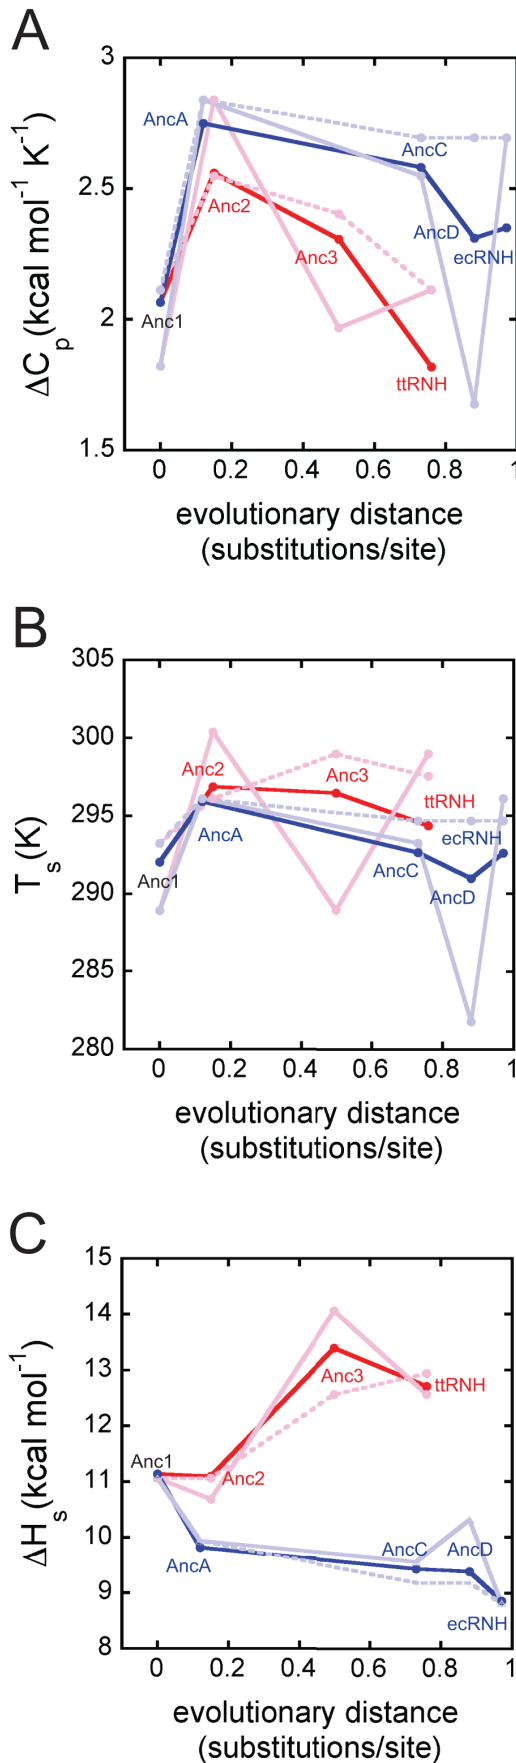 A
ΔCp (kcal mol-1 K-1)
3
2.5
2
1.5
AncA
AncC
Anc2
AncD
Anc3
ecRNH
Anc1
ttRNH
0 0.2 0.4 0.6 0.8 1
evolutionary distance
(substitutions/site)
B
Ts(K)
305
300
295
290
285
280
Anc2
Anc3
ttRNH
AncA
ecRNH
Anc1
AncC
AncD
0 0.2 0.4 0.6 0.8 1
evolutionary distance
(substitutions/site)
C
ΔHs(kcal mol-1)
15
14
13
12
11
10
9
8
Anc3
ttRNH
Anc1
Anc2
AncA
AncC
AncD
ecRNH
0 0.2 0.4 0.6 0.8 1
evolutionary distance
(substitutions/site)